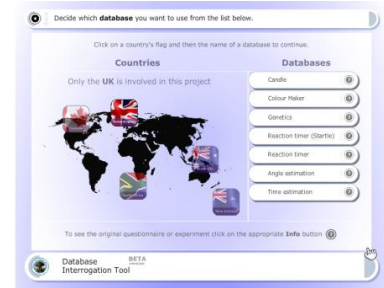 Decide which database you want to use from the list below.
Click on a country's flag and then the name of a database to continue.
Countries
Databases
Only the UK is involved in this project
Candle
Colour Maker
Genetics
Reaction timer (Startle)
Reaction timer
Angle estimation
Time estmation
To see the original questionnaire or experiment click on the appropriate Info button
Database
Interrogation Tool
BETA